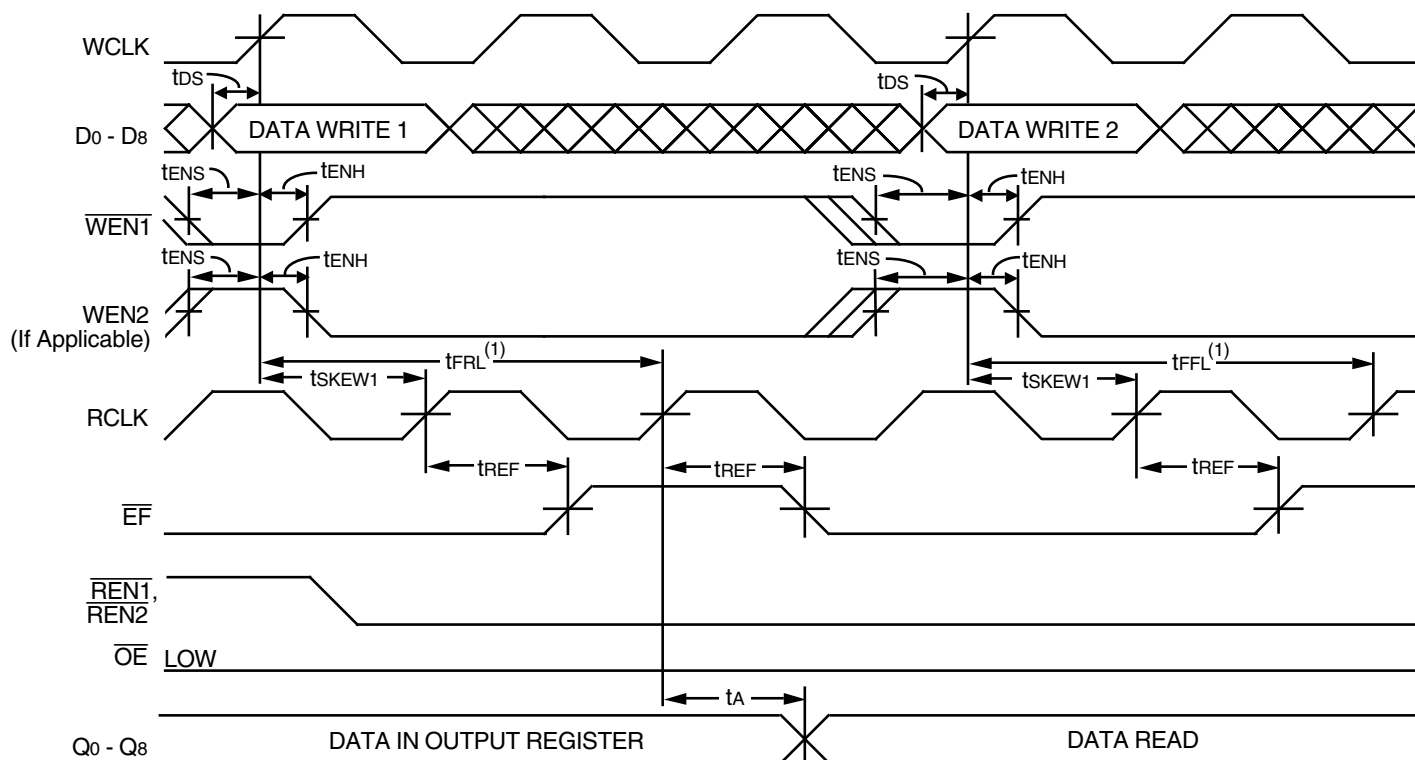 WCLK
tDS
tDS
D0 - D8
DATA WRITE 1
DATA WRITE 2
tENS
tENH
tENS
tENH
WEN1
tENS
tENH
tENS
tENH
WEN2
(If Applicable)
tFRL(1)
tFFL(1)
tSKEW1
tSKEW1
RCLK
tREF
tREF
tREF
EF
REN1,
REN2
OE
LOW
tA
Q0 - Q8
DATA IN OUTPUT REGISTER
DATA READ